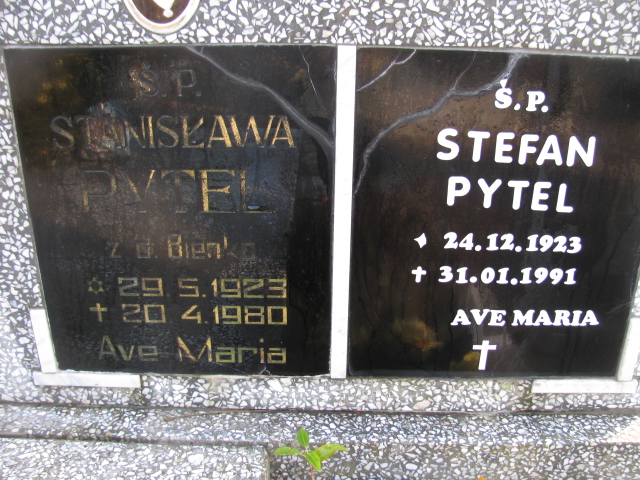 Ś.P.
STANISŁAWA
PYTEL
z d. Bieńko
✡ 29 5.1923
✝ 20 4.1980
Ave Maria
Ś.P.
STEFAN
PYTEL
✦ 24.12.1923
✝ 31.01.1991
AVE MARIA
✝